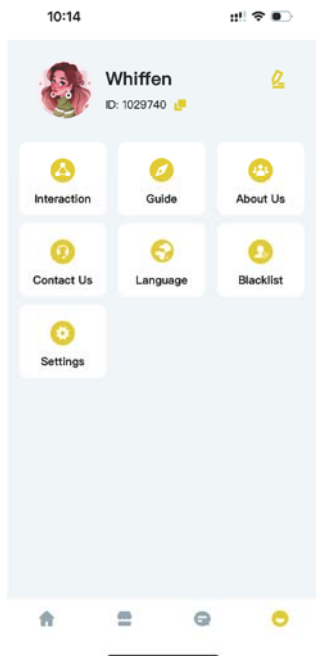 10:14
Whiffen
ID: 1029740
Interaction
Guide
About Us
Contact Us
Language
Blacklist
Settings